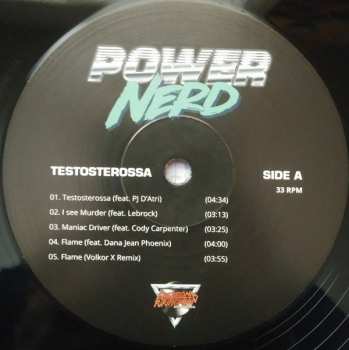 POWER
NERD
TESTOSTEROSSA SIDE A
33 RPM
01. Testosterossa (feat. PJ D'Atri) (04:34)
02. I see Murder (feat. Lebrock) (03:13)
03. Maniac Driver (feat. Cody Carpenter) (03:25)
04. Flame (feat. Dana Jean Phoenix) (04:00)
05. Flame (Volkor X Remix) (03:55)